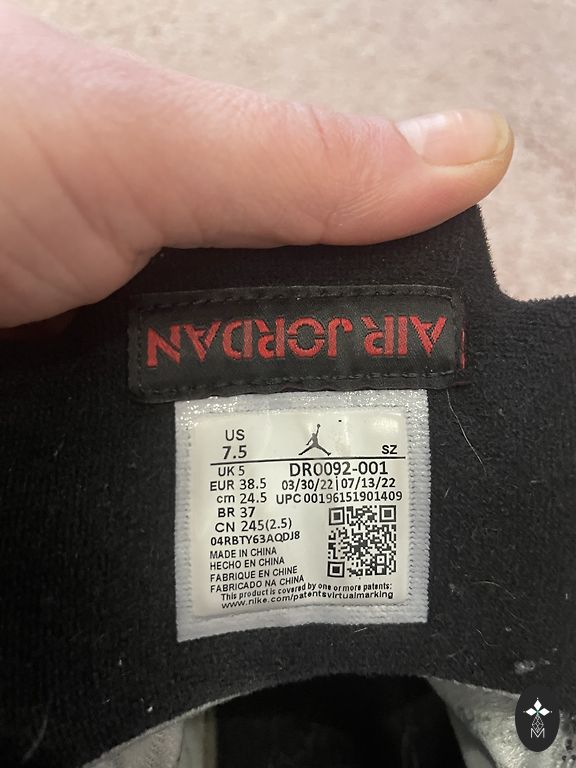 AIR JORDAN
US
7.5
SZ
UK 5
DR0092-001
EUR 38.5
03/30/22 | 07/13/22
cm 24.5
UPC 00196151901409
BR 37
CN 245(2.5)
04RBTY63AQDJ8
MADE IN CHINA
HECHO EN CHINA
FABRIQUE EN CHINE
FABRICADO NA CHINA
This product is covered by one or more patents:
www.nike.com/patentsvirtualmarking
M